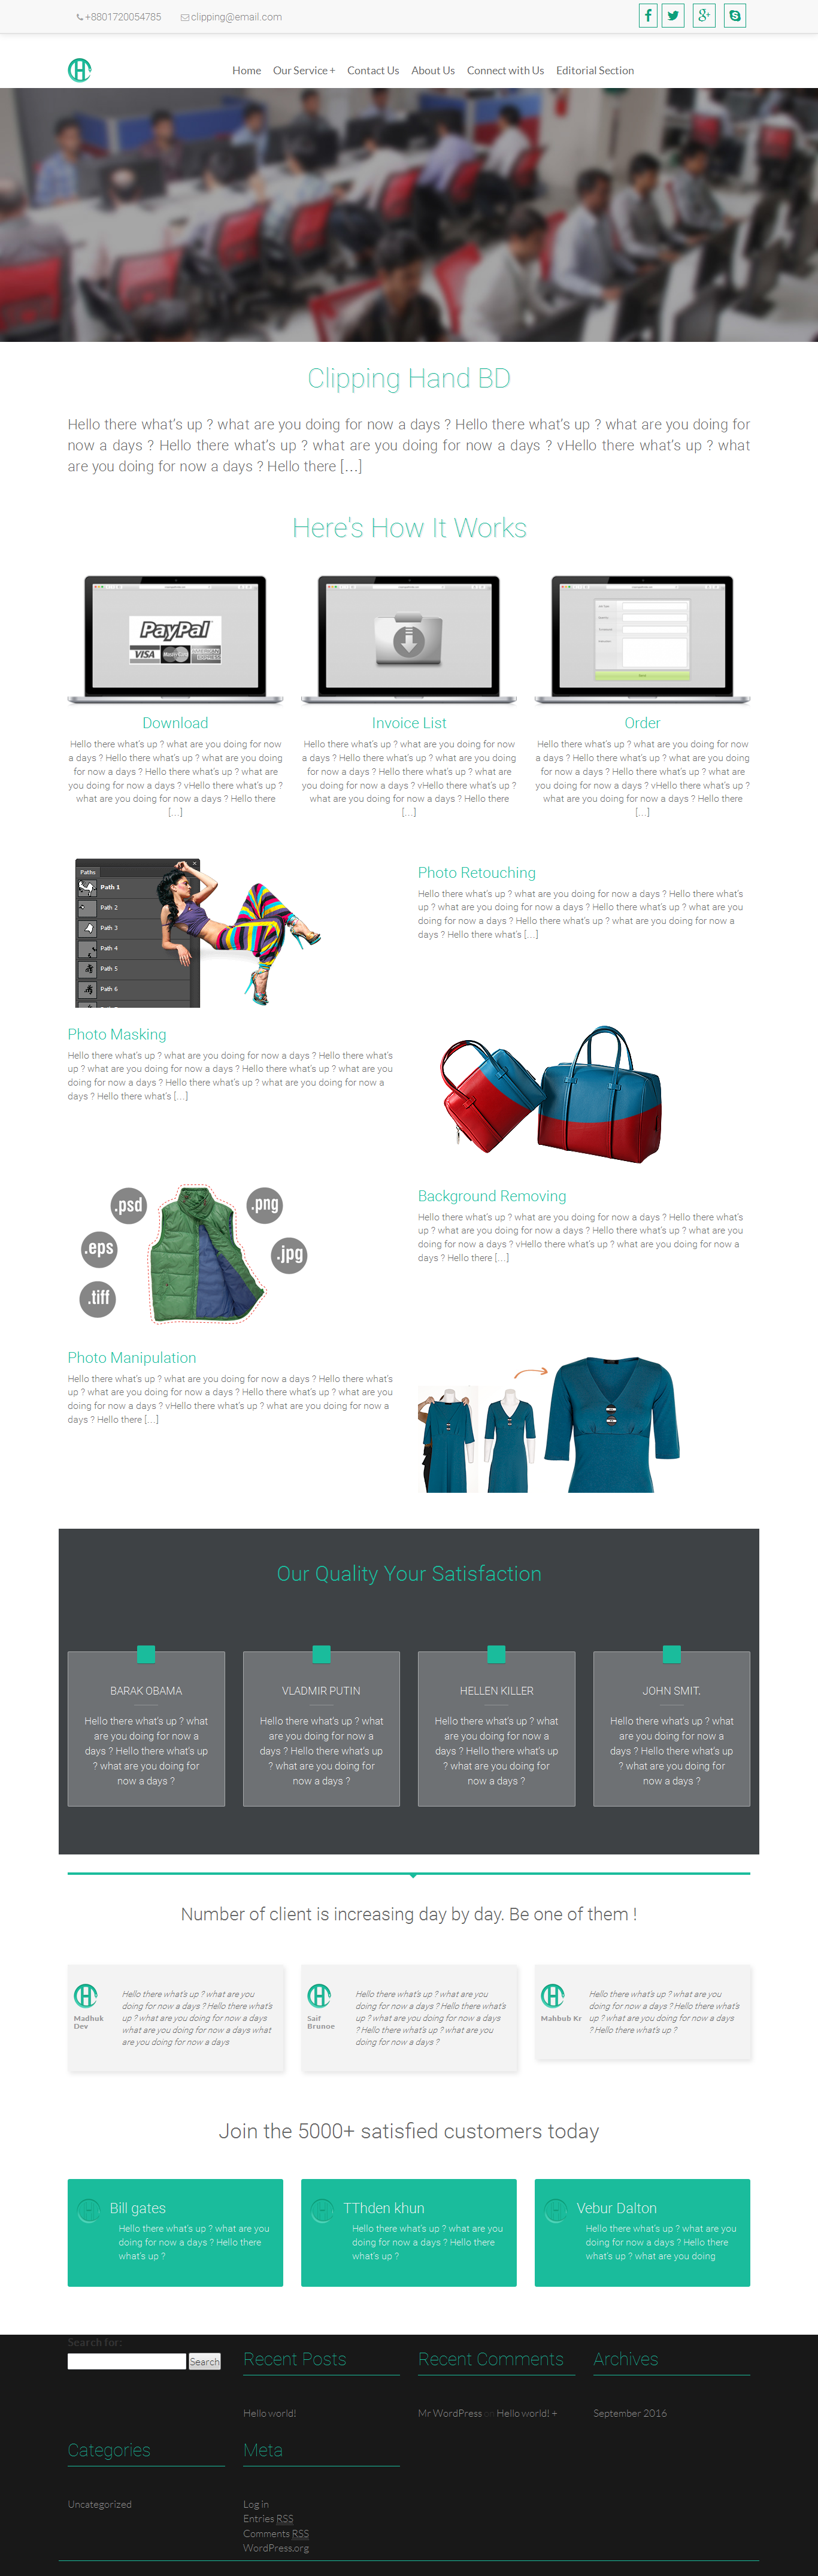 +8801720054785 clipping@email.com
Home Our Service + Contact Us About Us Connect with Us Editorial Section
Clipping Hand BD
Hello there what's up ? what are you doing for now a days ? Hello there what's up ? what are you doing for
now a days ? Hello there what's up ? what are you doing for now a days ? vHello there what's up ? what
are you doing for now a days ? Hello there […]
Here's How It Works
PayPal
VISA MasterCard
Download
Hello there what's up ? what are you doing for now
a days ? Hello there what's up ? what are you doing
for now a days ? Hello there what's up ? what are
you doing for now a days ? vHello there what's up ?
what are you doing for now a days ? Hello there
[…]
Invoice List
Hello there what's up ? what are you doing for now
a days ? Hello there what's up ? what are you doing
for now a days ? Hello there what's up ? what are
you doing for now a days ? vHello there what's up ?
what are you doing for now a days ? Hello there
[…]
Order
Hello there what's up ? what are you doing for now
a days ? Hello there what's up ? what are you doing
for now a days ? Hello there what's up ? what are
you doing for now a days ? vHello there what's up ?
what are you doing for now a days ? Hello there
[…]
Paths
Path 1
Path 2
Path 3
Path 4
Path 5
Path 6
Photo Retouching
Hello there what's up ? what are you doing for now a days ? Hello there what's
up ? what are you doing for now a days ? Hello there what's up ? what are you
doing for now a days ? Hello there what's up ? what are you doing for now a
days ? Hello there what's […]
Photo Masking
Hello there what's up ? what are you doing for now a days ? Hello there what's
up ? what are you doing for now a days ? Hello there what's up ? what are you
doing for now a days ? Hello there what's up ? what are you doing for now a
days ? Hello there what's […]
.psd .png
.eps .jpg
.tiff
Background Removing
Hello there what's up ? what are you doing for now a days ? Hello there what's
up ? what are you doing for now a days ? Hello there what's up ? what are you
doing for now a days ? vHello there what's up ? what are you doing for now a
days ? Hello there […]
Photo Manipulation
Hello there what's up ? what are you doing for now a days ? Hello there what's
up ? what are you doing for now a days ? Hello there what's up ? what are you
doing for now a days ? vHello there what's up ? what are you doing for now a
days ? Hello there […]
Our Quality Your Satisfaction
BARAK OBAMA
Hello there what's up ? what
are you doing for now a
days ? Hello there what's up
? what are you doing for
now a days ?
VLADMIR PUTIN
Hello there what's up ? what
are you doing for now a
days ? Hello there what's up
? what are you doing for
now a days ?
HELLEN KILLER
Hello there what's up ? what
are you doing for now a
days ? Hello there what's up
? what are you doing for
now a days ?
JOHN SMIT.
Hello there what's up ? what
are you doing for now a
days ? Hello there what's up
? what are you doing for
now a days ?
Number of client is increasing day by day. Be one of them !
Madhuk
Dev
Hello there what's up ? what are you
doing for now a days ? Hello there what's
up ? what are you doing for now a days
what are you doing for now a days what
are you doing for now a days
Saif
Brunoe
Hello there what's up ? what are you
doing for now a days ? Hello there what's
up ? what are you doing for now a days
? Hello there what's up ? what are you
doing for now a days ?
Mahbub Kr
Hello there what's up ? what are you
doing for now a days ? Hello there what's
up ? what are you doing for now a days
? Hello there what's up ?
Join the 5000+ satisfied customers today
Bill gates
Hello there what's up ? what are you
doing for now a days ? Hello there
what's up ?
TThden khun
Hello there what's up ? what are you
doing for now a days ? Hello there
what's up ?
Vebur Dalton
Hello there what's up ? what are you
doing for now a days ? Hello there
what's up ? what are you doing
Search for:
Search
Recent Posts
Hello world!
Recent Comments
Mr WordPress on Hello world! +
Archives
September 2016
Categories
Uncategorized
Meta
Log in
Entries RSS
Comments RSS
WordPress.org